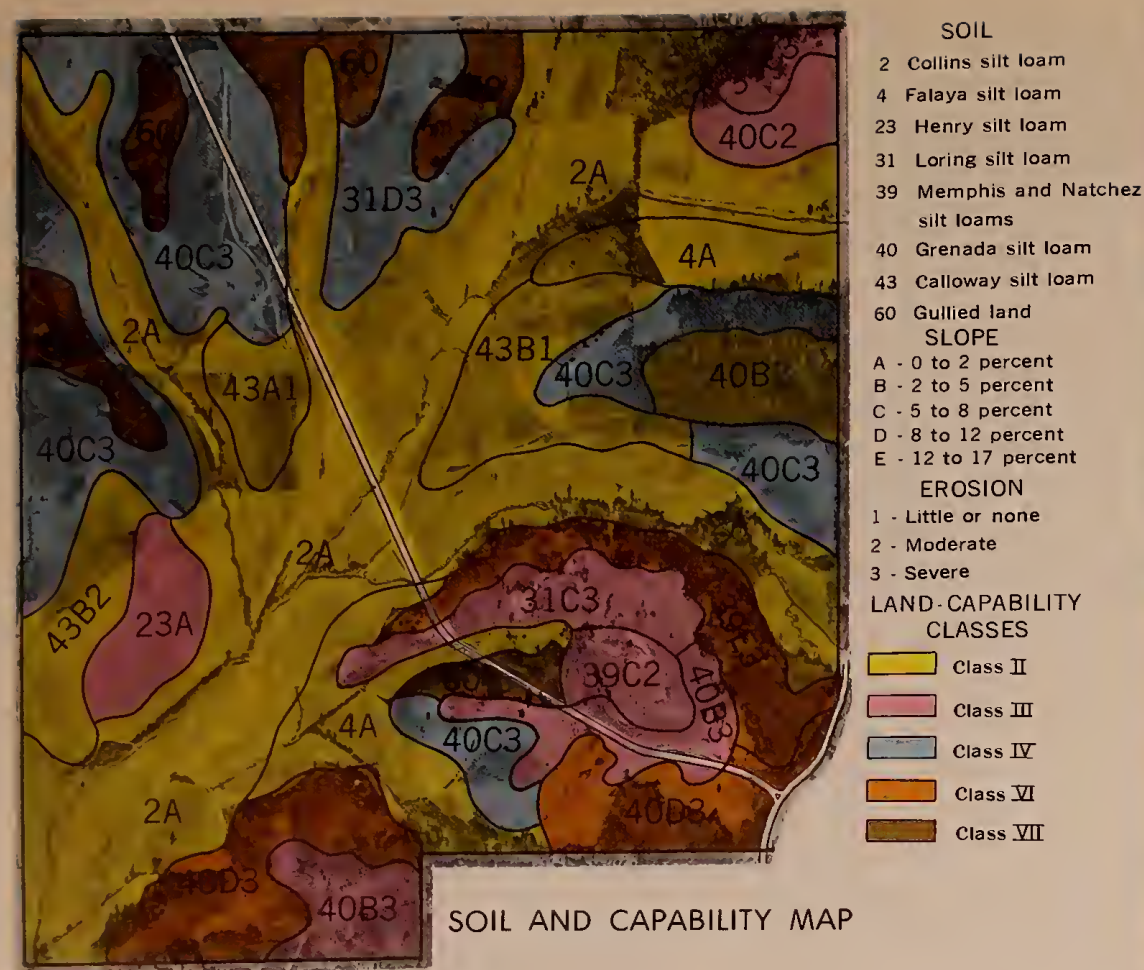 60
60
40C2
2A
31D3
40C3
4A
2A
43B1
40C3
40B
43A1
40C3
40C3
2A
43B2
23A
31C3
39E3
39C2
40B3
60
4A
40C3
2A
40D3
40D3
40B3
SOIL AND CAPABILITY MAP
SOIL
2 Collins silt loam
4 Falaya silt loam
23 Henry silt loam
31 Loring silt loam
39 Memphis and Natchez
silt loams
40 Grenada silt loam
43 Calloway silt loam
60 Gullied land
SLOPE
A - 0 to 2 percent
B - 2 to 5 percent
C - 5 to 8 percent
D - 8 to 12 percent
E - 12 to 17 percent
EROSION
1 - Little or none
2 - Moderate
3 - Severe
LAND-CAPABILITY
CLASSES
Class II
Class III
Class IV
Class VI
Class VII